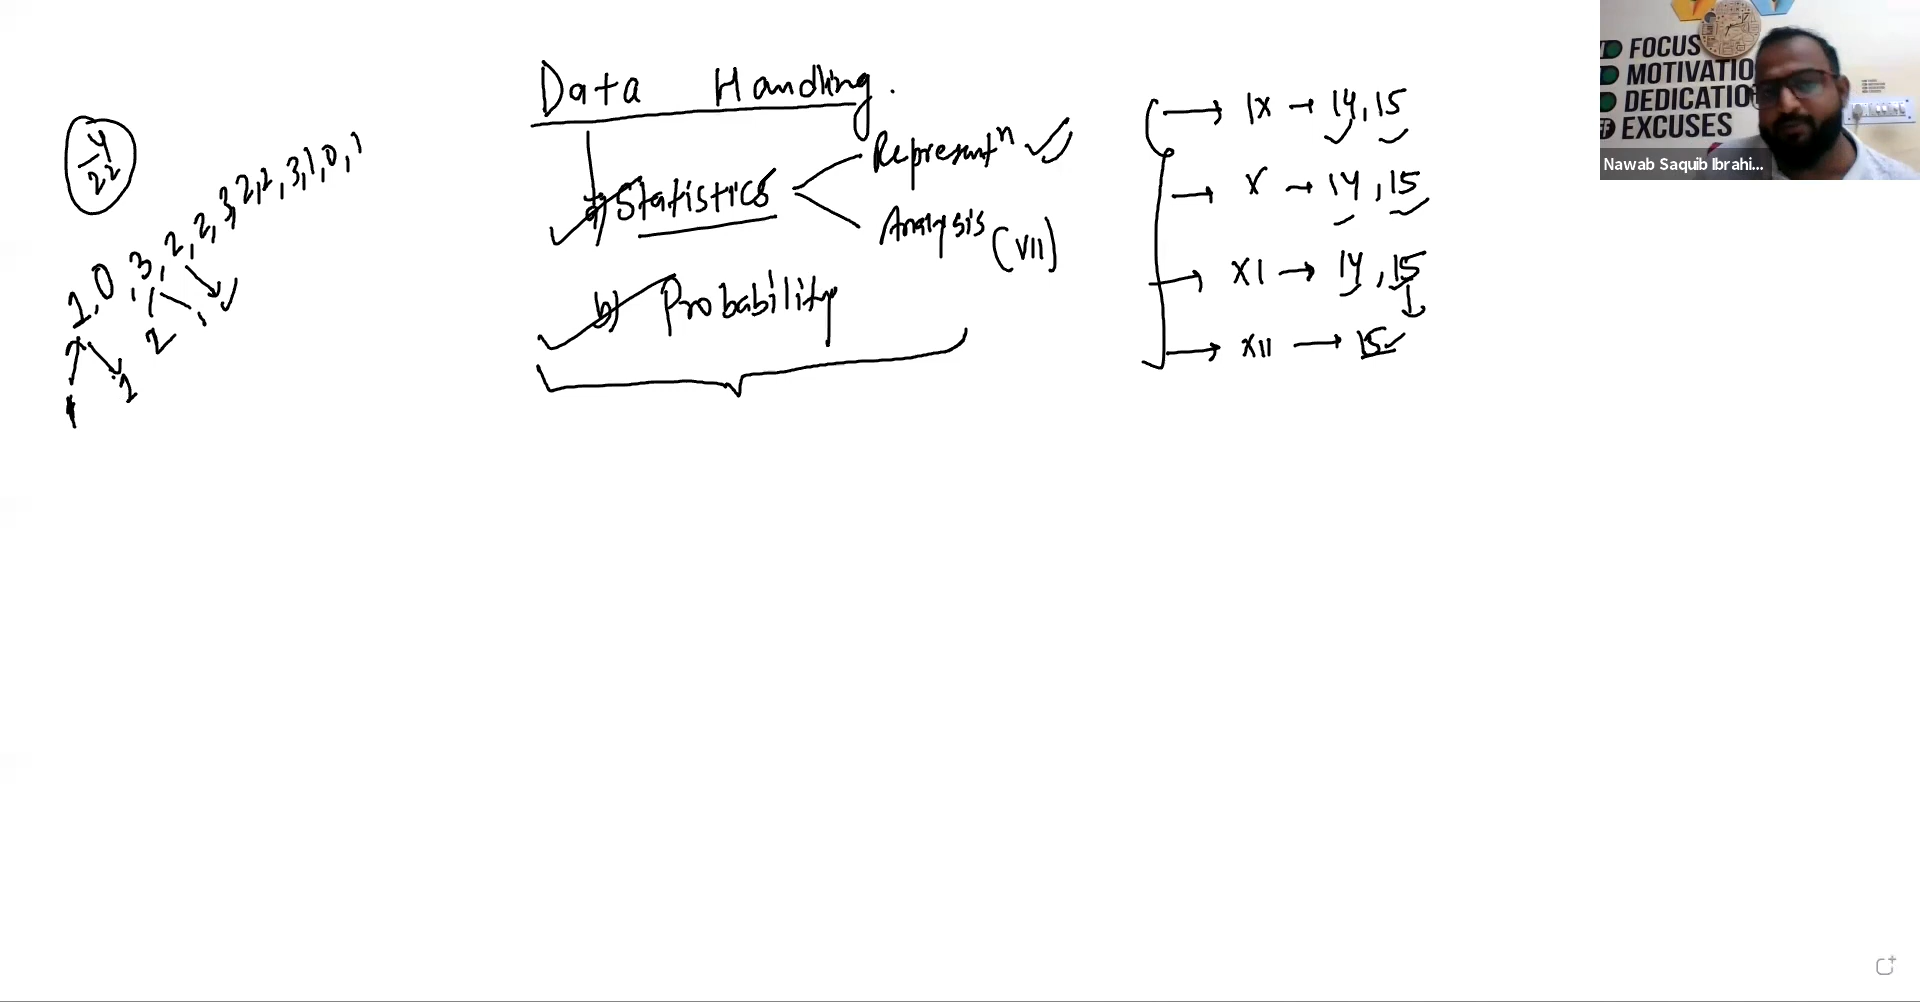 Data Handling.
a) Statistics
Representⁿ
Analysis (VII)
b) Probability
4/22
1, 0, 3, 2, 2, 3, 2, 2, 3, 1, 0, 1
2
IX → 14, 15
X → 14, 15
XI → 14, 15
XII → 15
FOCUS
MOTIVATIO
DEDICATIO
EXCUSES
Nawab Saquib Ibrahi...